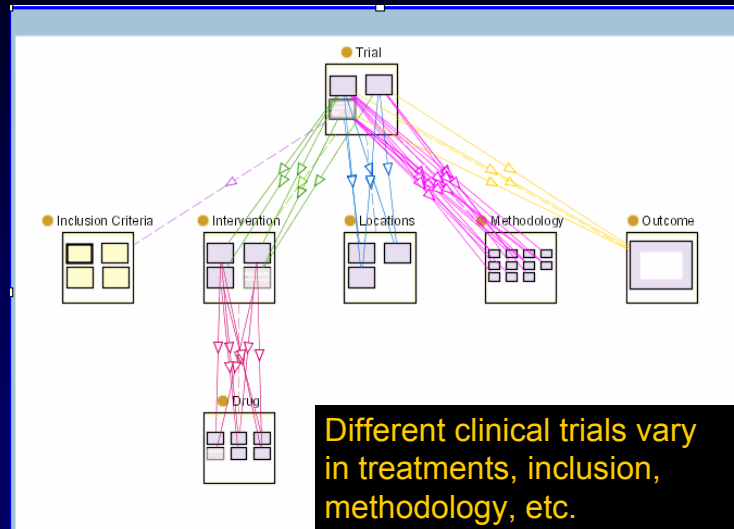 Trial
Inclusion Criteria
Intervention
Locations
Methodology
Outcome
Drug
Different clinical trials vary
in treatments, inclusion,
methodology, etc.